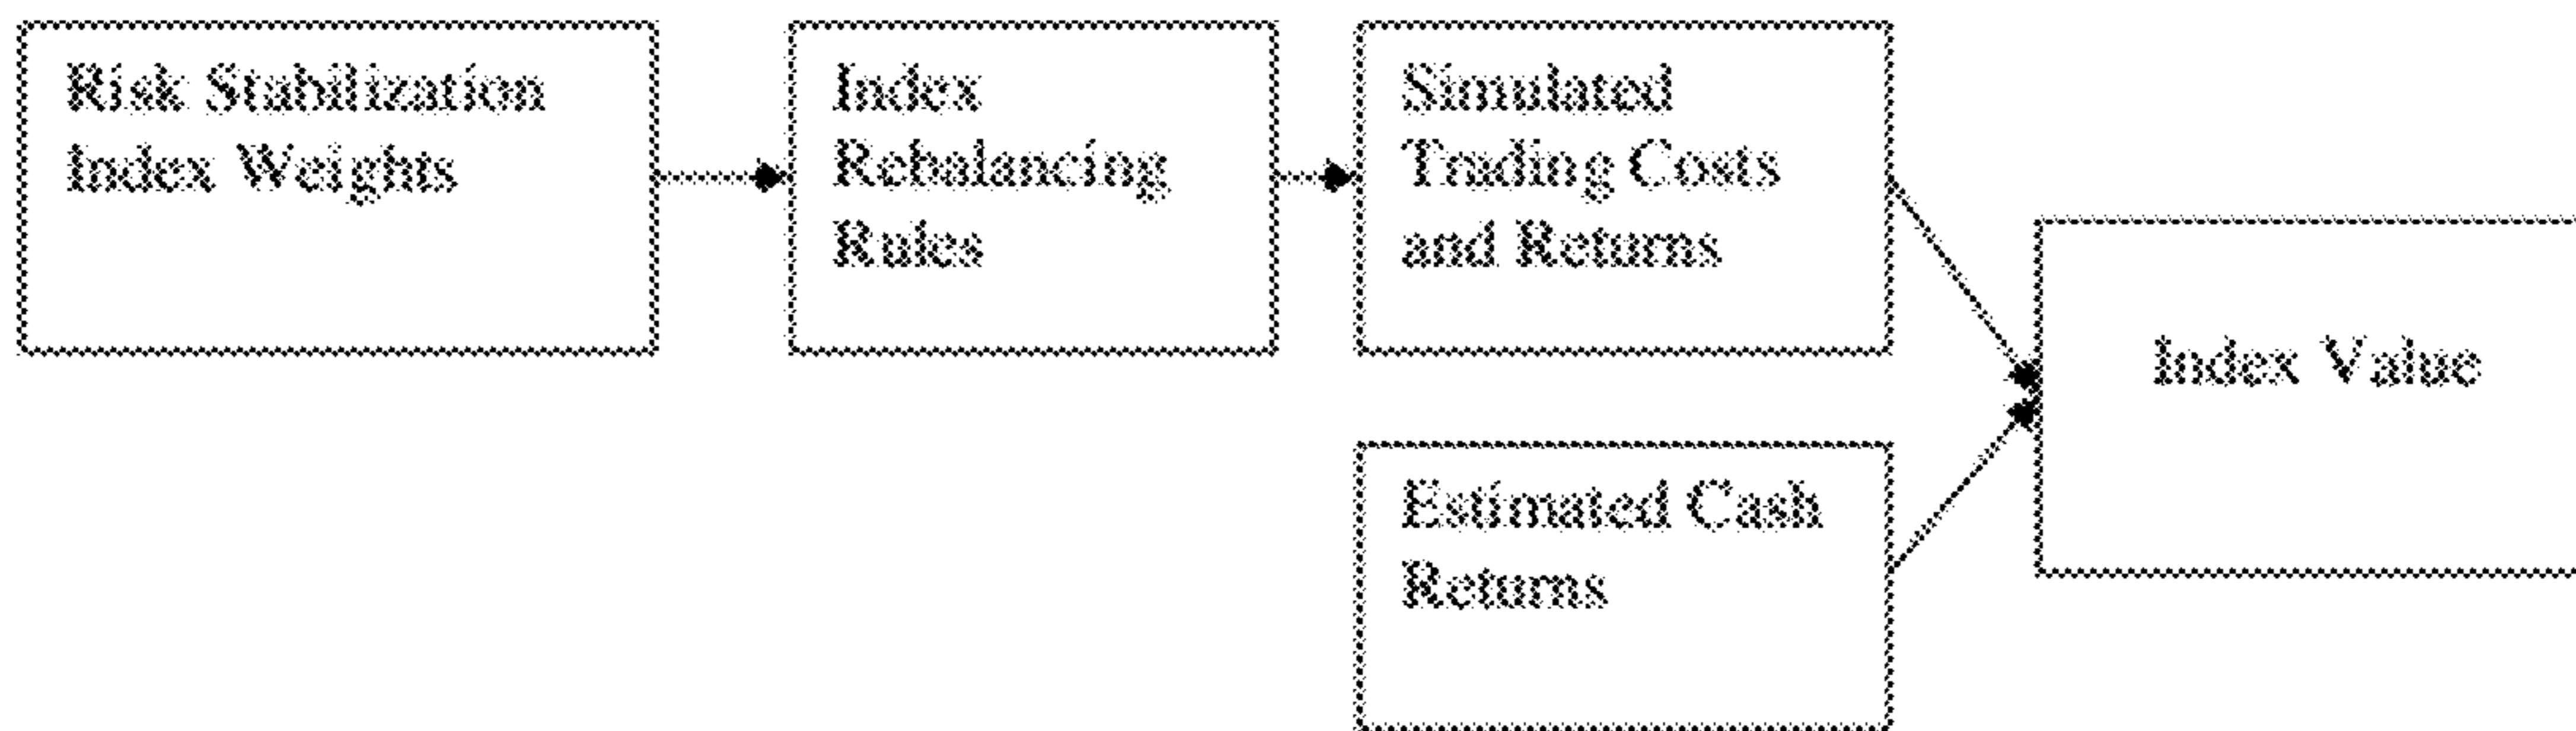 Risk Stabilization
Index Weights
Index
Rebalancing
Rules
Simulated
Trading Costs
and Returns
Index Value
Estimated Cash
Returns